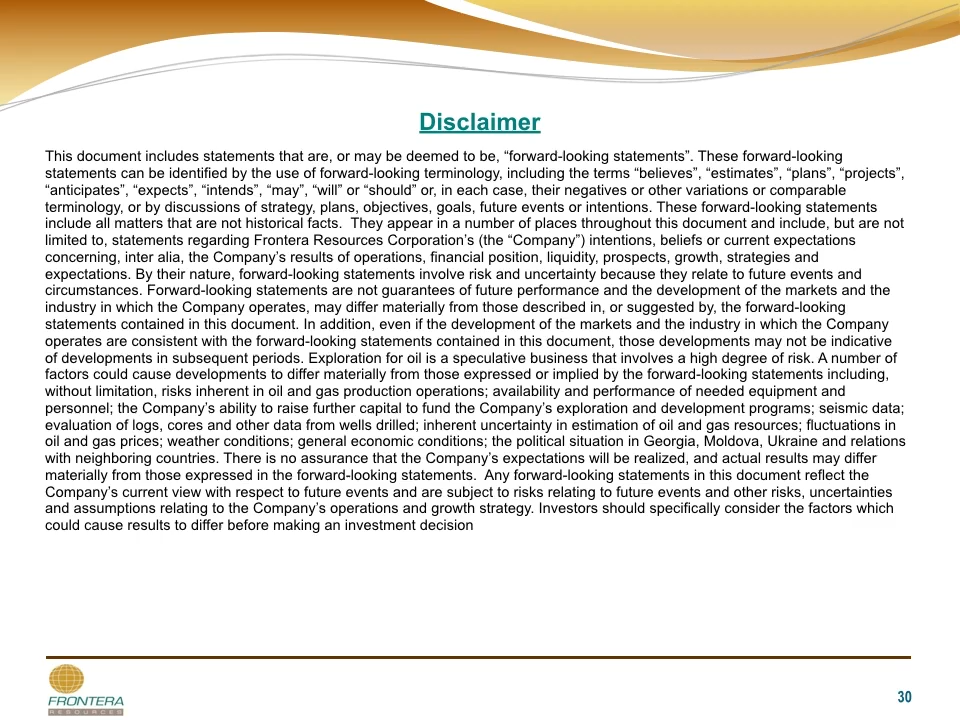 Disclaimer
This document includes statements that are, or may be deemed to be, “forward-looking statements”. These forward-looking
statements can be identified by the use of forward-looking terminology, including the terms “believes”, “estimates”, “plans”, “projects”,
“anticipates”, “expects”, “intends”, “may”, “will” or “should” or, in each case, their negatives or other variations or comparable
terminology, or by discussions of strategy, plans, objectives, goals, future events or intentions. These forward-looking statements
include all matters that are not historical facts.  They appear in a number of places throughout this document and include, but are not
limited to, statements regarding Frontera Resources Corporation’s (the “Company”) intentions, beliefs or current expectations
concerning, inter alia, the Company’s results of operations, financial position, liquidity, prospects, growth, strategies and
expectations. By their nature, forward-looking statements involve risk and uncertainty because they relate to future events and
circumstances. Forward-looking statements are not guarantees of future performance and the development of the markets and the
industry in which the Company operates, may differ materially from those described in, or suggested by, the forward-looking
statements contained in this document. In addition, even if the development of the markets and the industry in which the Company
operates are consistent with the forward-looking statements contained in this document, those developments may not be indicative
of developments in subsequent periods. Exploration for oil is a speculative business that involves a high degree of risk. A number of
factors could cause developments to differ materially from those expressed or implied by the forward-looking statements including,
without limitation, risks inherent in oil and gas production operations; availability and performance of needed equipment and
personnel; the Company’s ability to raise further capital to fund the Company’s exploration and development programs; seismic data;
evaluation of logs, cores and other data from wells drilled; inherent uncertainty in estimation of oil and gas resources; fluctuations in
oil and gas prices; weather conditions; general economic conditions; the political situation in Georgia, Moldova, Ukraine and relations
with neighboring countries. There is no assurance that the Company’s expectations will be realized, and actual results may differ
materially from those expressed in the forward-looking statements.  Any forward-looking statements in this document reflect the
Company’s current view with respect to future events and are subject to risks relating to future events and other risks, uncertainties
and assumptions relating to the Company’s operations and growth strategy. Investors should specifically consider the factors which
could cause results to differ before making an investment decision
FRONTERA
RESOURCES
30